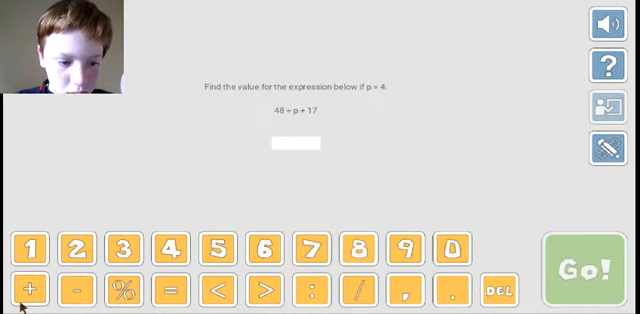 Find the value for the expression below if p = 4.
48 ÷ p + 17
?
1 2 3 4 5 6 7 8 9 0
+ - % = < > : / , . DEL
Go!